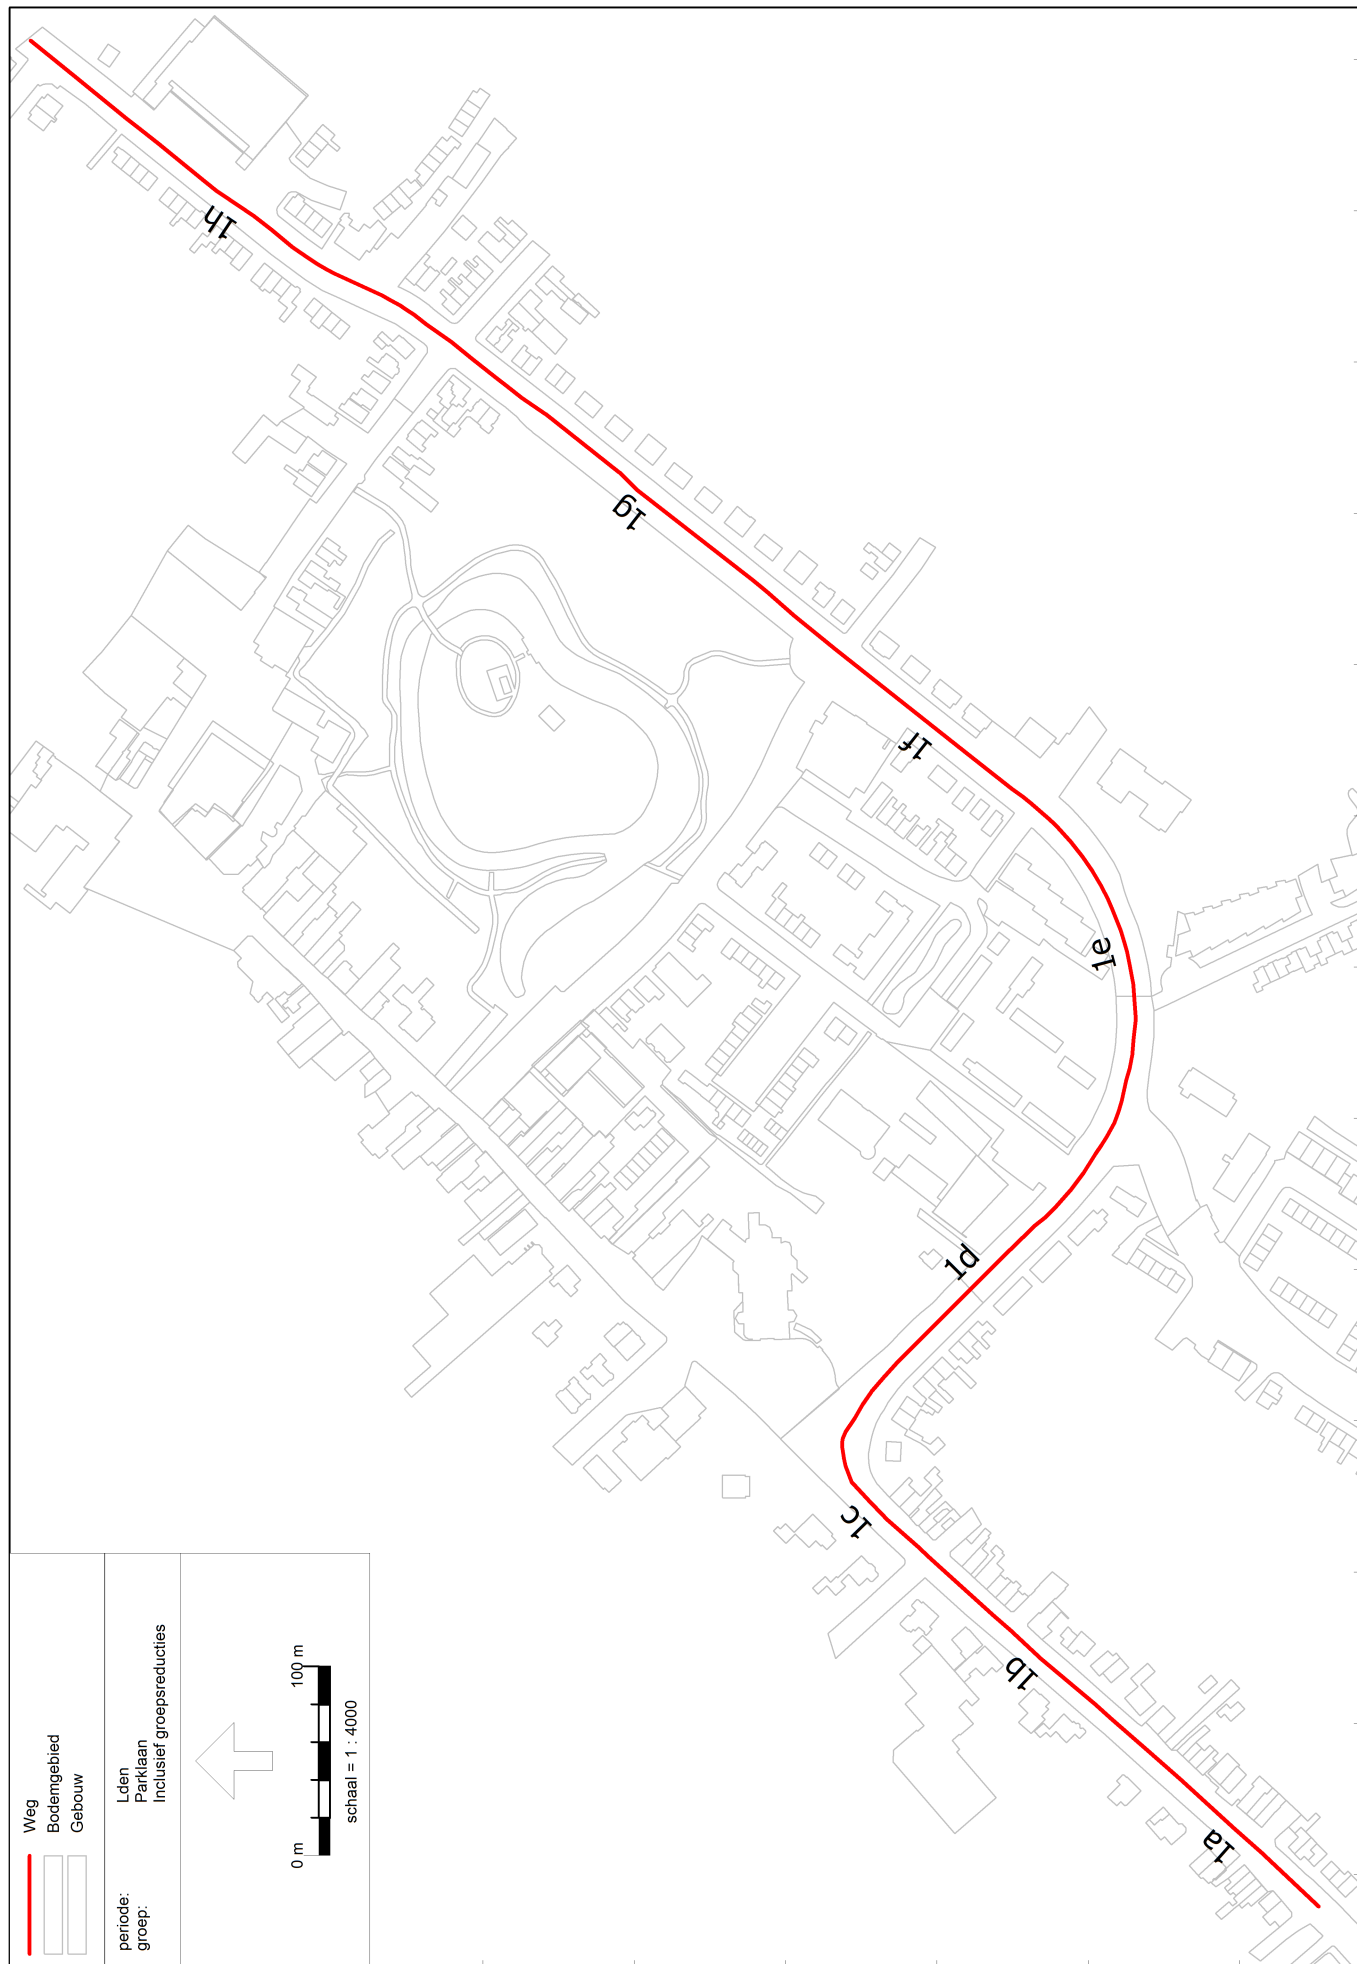 Weg
Bodemgebied
Gebouw
periode: Lden
groep: Parklaan
Inclusief groepsreducties
0 m 100 m
schaal = 1 : 4000
1a
1b
1c
1d
1e
1f
1g
1h